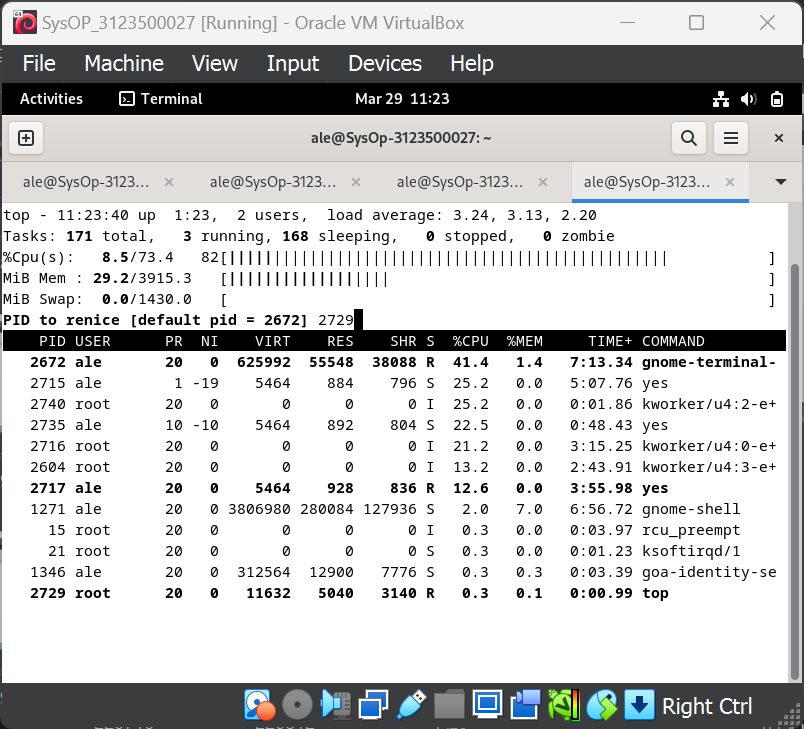 SysOP_3123500027 [Running] - Oracle VM VirtualBox
File Machine View Input Devices Help
Activities Terminal Mar 29 11:23
ale@SysOp-3123500027: ~
ale@SysOp-3123... ale@SysOp-3123... ale@SysOp-3123... ale@SysOp-3123...
top - 11:23:40 up 1:23, 2 users, load average: 3.24, 3.13, 2.20
Tasks: 171 total, 3 running, 168 sleeping, 0 stopped, 0 zombie
%Cpu(s): 8.5/73.4 82[|||||||||||||||||||||||||||||||||||||||||||||||||||| ]
MiB Mem : 29.2/3915.3 [||||||||||||||||||| ]
MiB Swap: 0.0/1430.0 [ ]
PID to renice [default pid = 2672] 2729
PID USER PR NI VIRT RES SHR S %CPU %MEM TIME+ COMMAND
2672 ale 20 0 625992 55548 38088 R 41.4 1.4 7:13.34 gnome-terminal-
2715 ale 1 -19 5464 884 796 S 25.2 0.0 5:07.76 yes
2740 root 20 0 0 0 0 I 25.2 0.0 0:01.86 kworker/u4:2-e+
2735 ale 10 -10 5464 892 804 S 22.5 0.0 0:48.43 yes
2716 root 20 0 0 0 0 I 21.2 0.0 3:15.25 kworker/u4:0-e+
2604 root 20 0 0 0 0 I 13.2 0.0 2:43.91 kworker/u4:3-e+
2717 ale 20 0 5464 928 836 R 12.6 0.0 3:55.98 yes
1271 ale 20 0 3806980 280084 127936 S 2.0 7.0 6:56.72 gnome-shell
15 root 20 0 0 0 0 I 0.3 0.0 0:03.97 rcu_preempt
21 root 20 0 0 0 0 S 0.3 0.0 0:01.23 ksoftirqd/1
1346 ale 20 0 312564 12900 7776 S 0.3 0.3 0:03.39 goa-identity-se
2729 root 20 0 11632 5040 3140 R 0.3 0.1 0:00.99 top
Right Ctrl